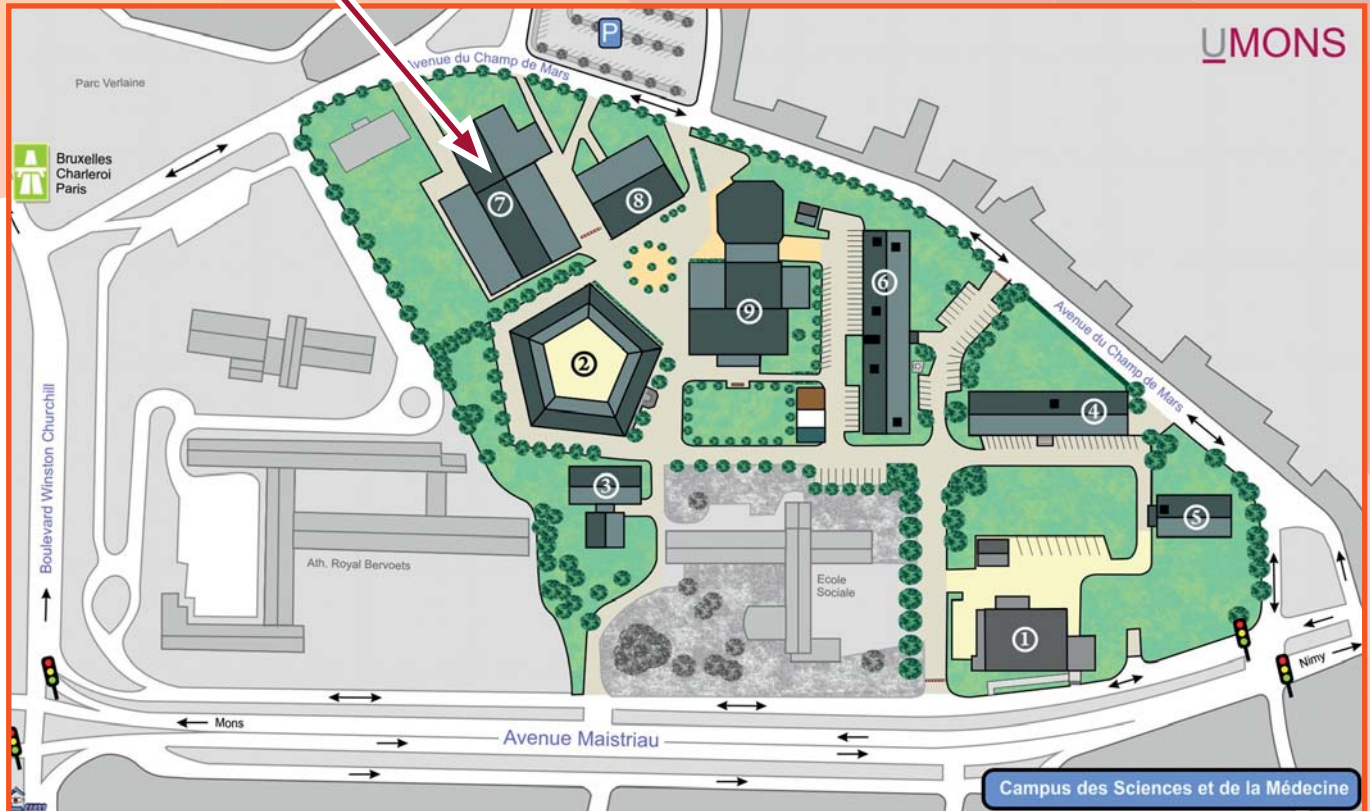 UMONS
P
Avenue du Champ de Mars
Parc Verlaine
Bruxelles
Charleroi
Paris
7
8
9
6
2
4
3
5
1
Avenue du Champ de Mars
Boulevard Winston Churchill
Ath. Royal Bervoets
Ecole
Sociale
Nimy
Mons
Avenue Maistriau
Campus des Sciences et de la Médecine